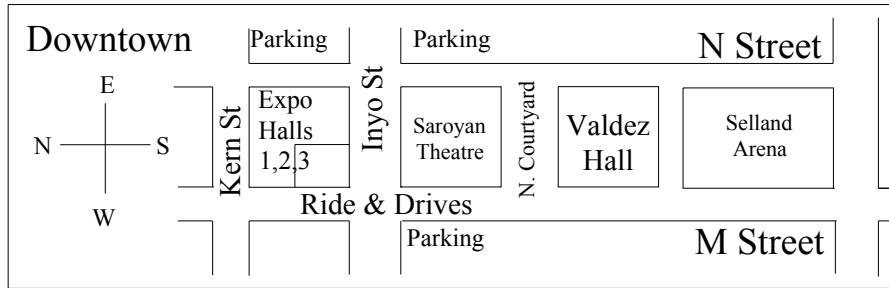 Downtown
Parking
Parking
N Street
E
N
S
W
Kern St
Expo
Halls
1,2,3
Inyo St
Saroyan
Theatre
N. Courtyard
Valdez
Hall
Selland
Arena
Ride & Drives
Parking
M Street